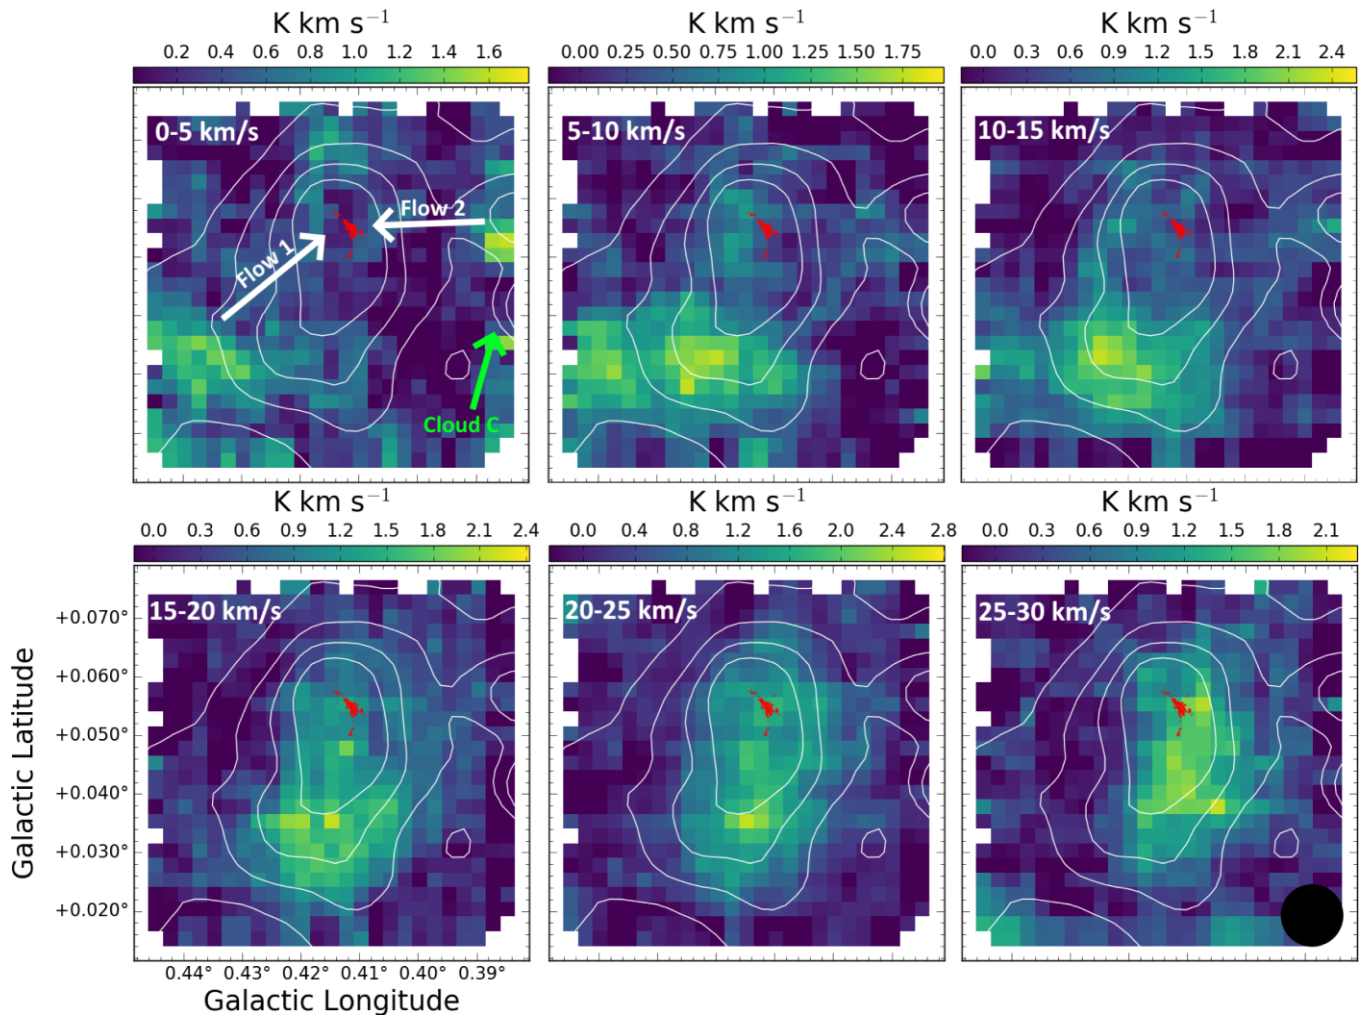 K km s⁻¹ K km s⁻¹ K km s⁻¹
0.2 0.4 0.6 0.8 1.0 1.2 1.4 1.6 0.00 0.25 0.50 0.75 1.00 1.25 1.50 1.75 0.0 0.3 0.6 0.9 1.2 1.5 1.8 2.1 2.4
0-5 km/s 5-10 km/s 10-15 km/s
Flow 2
Flow 1
Cloud C
K km s⁻¹ K km s⁻¹ K km s⁻¹
0.0 0.3 0.6 0.9 1.2 1.5 1.8 2.1 2.4 0.0 0.4 0.8 1.2 1.6 2.0 2.4 2.8 0.0 0.3 0.6 0.9 1.2 1.5 1.8 2.1
15-20 km/s 20-25 km/s 25-30 km/s
+0.070°
+0.060°
+0.050°
+0.040°
+0.030°
+0.020°
Galactic Latitude
0.44° 0.43° 0.42° 0.41° 0.40° 0.39°
Galactic Longitude